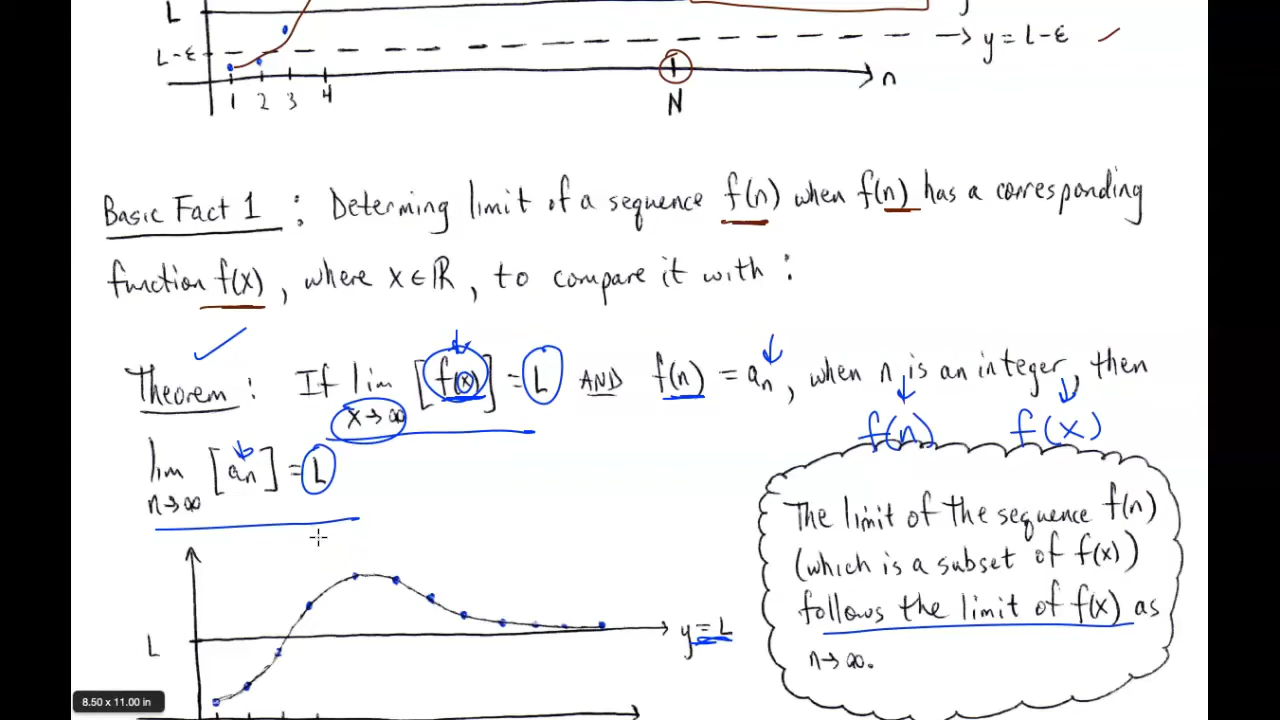 L
L-ε
y = L-ε
1 2 3 4
N
n
Basic Fact 1 : Determing limit of a sequence f(n) when f(n) has a corresponding
function f(x), where x∈ℝ, to compare it with :
Theorem : If lim x→∞ [f(x)] = L AND f(n) = aₙ, when n is an integer, then
f(n) f(x)
lim n→∞ [aₙ] = L
The limit of the sequence f(n)
(which is a subset of f(x))
follows the limit of f(x) as
n→∞.
L
y = L
8.50 x 11.00 in